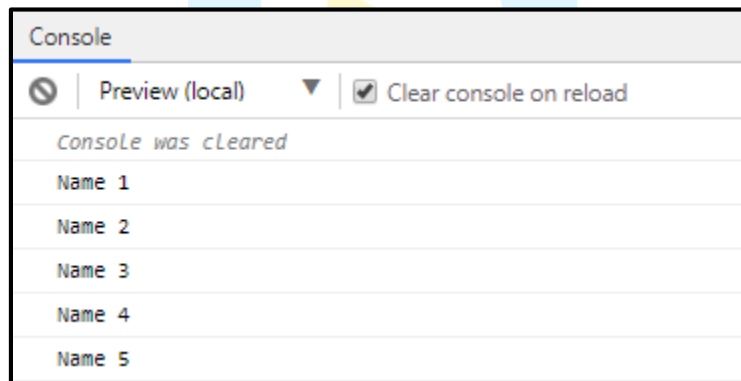 Console
Preview (local) Clear console on reload
Console was cleared
Name 1
Name 2
Name 3
Name 4
Name 5